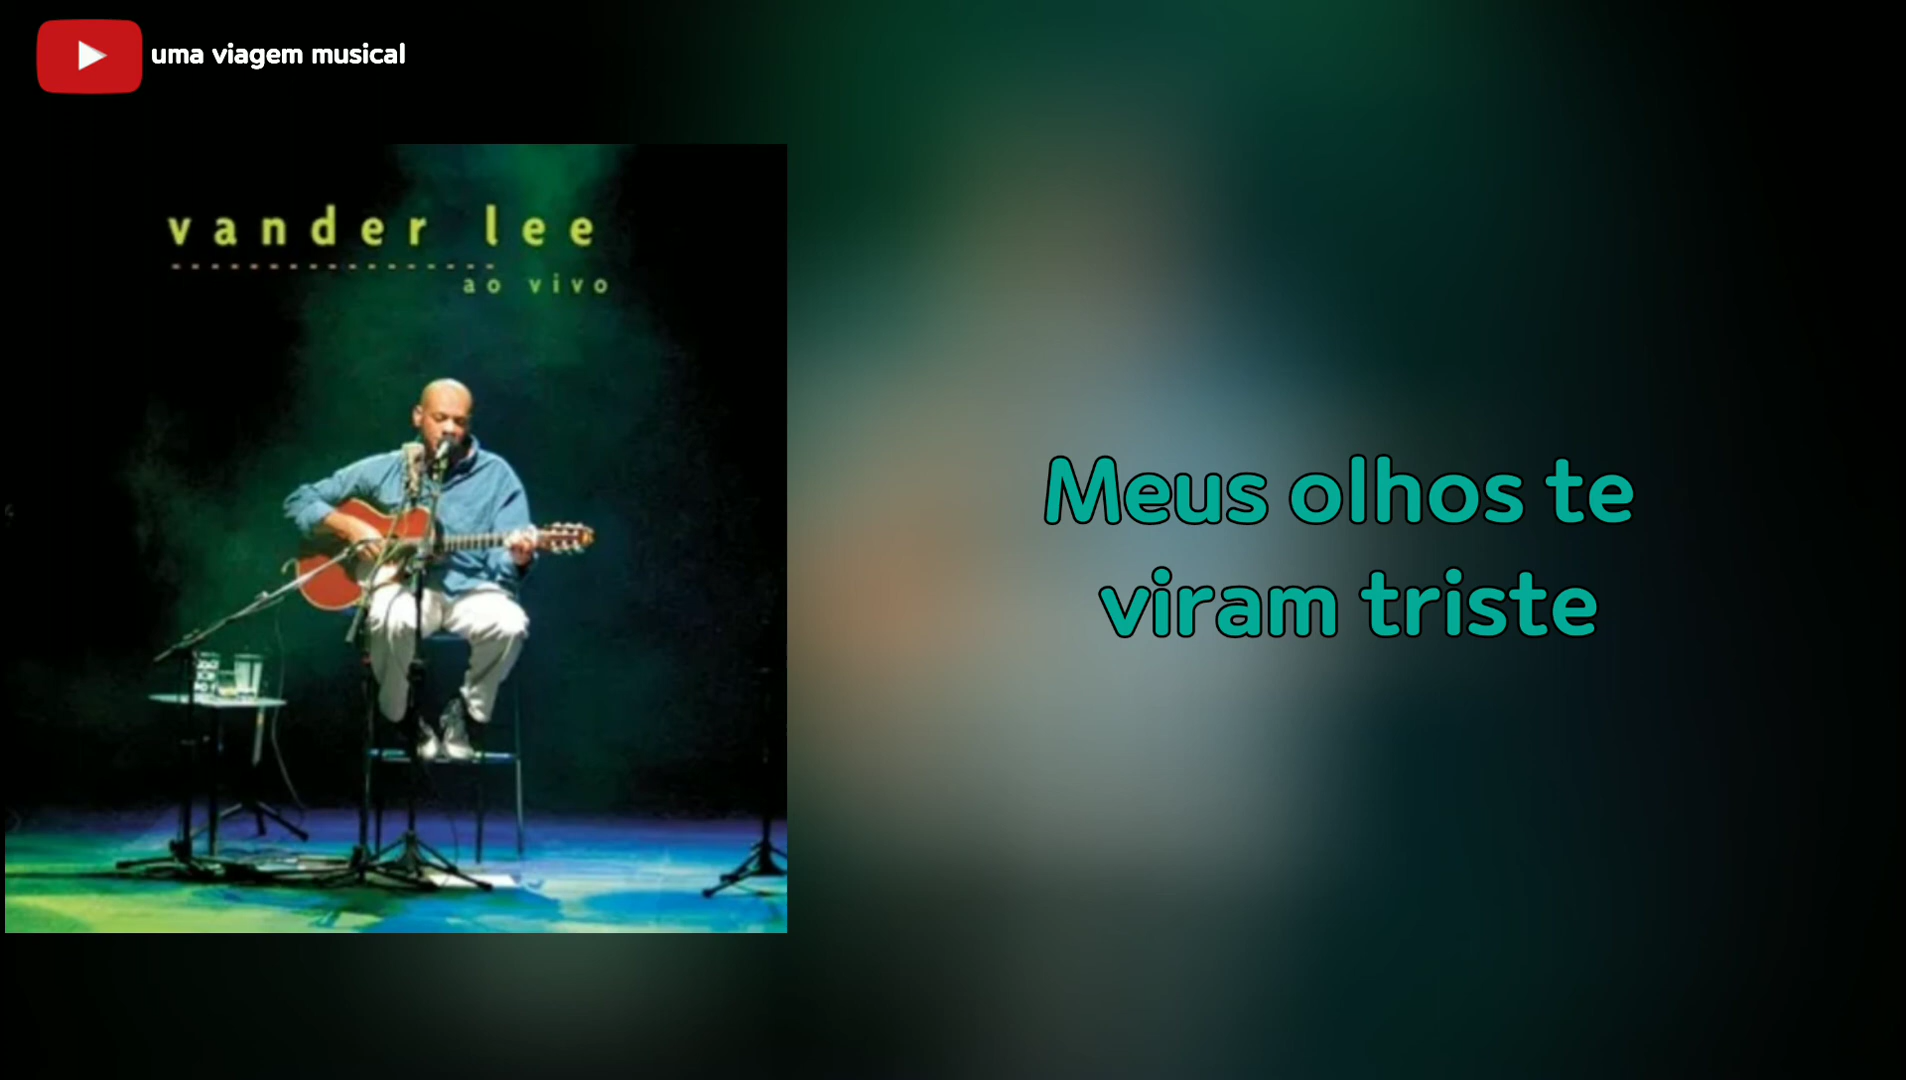 uma viagem musical
vander lee
ao vivo
Meus olhos te
viram triste